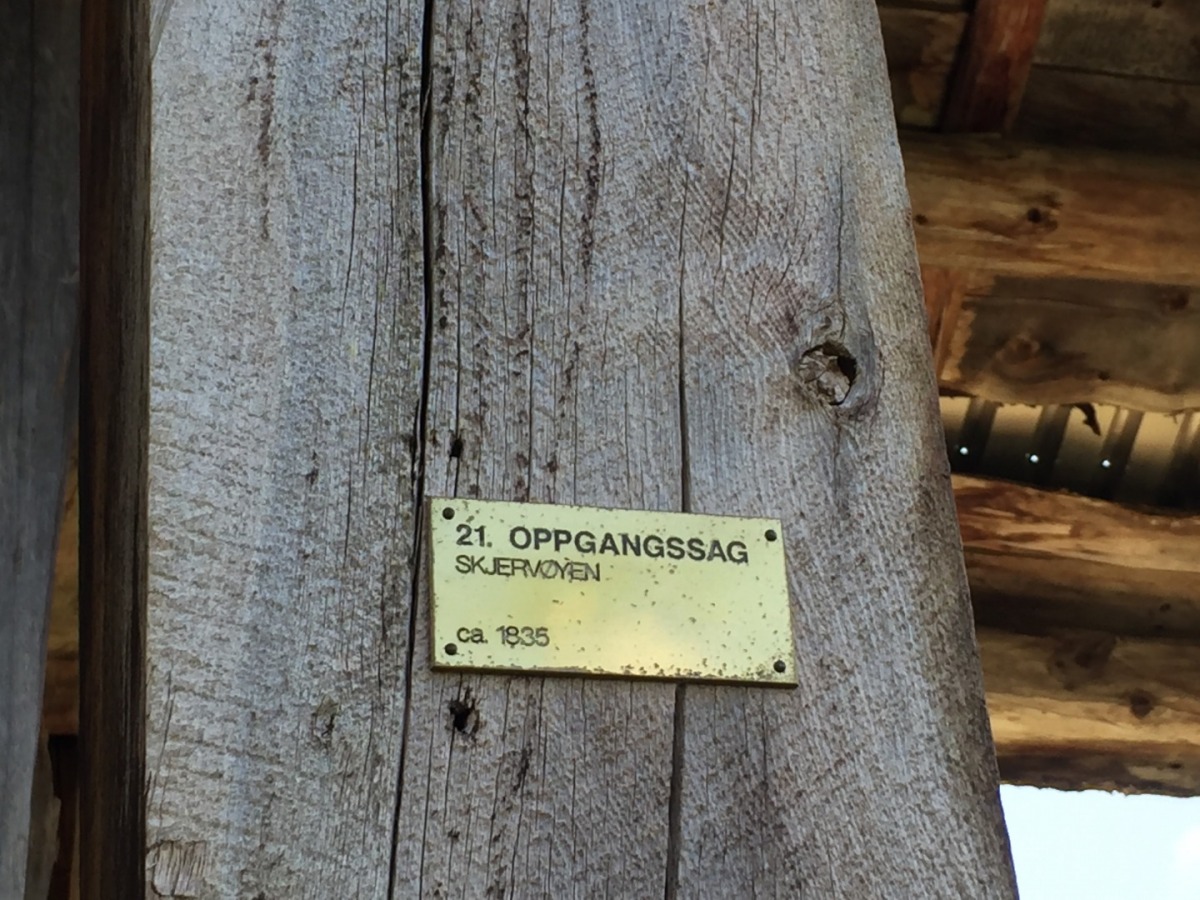 21. OPPGANGSSAG
SKJERVØYEN
ca. 1835